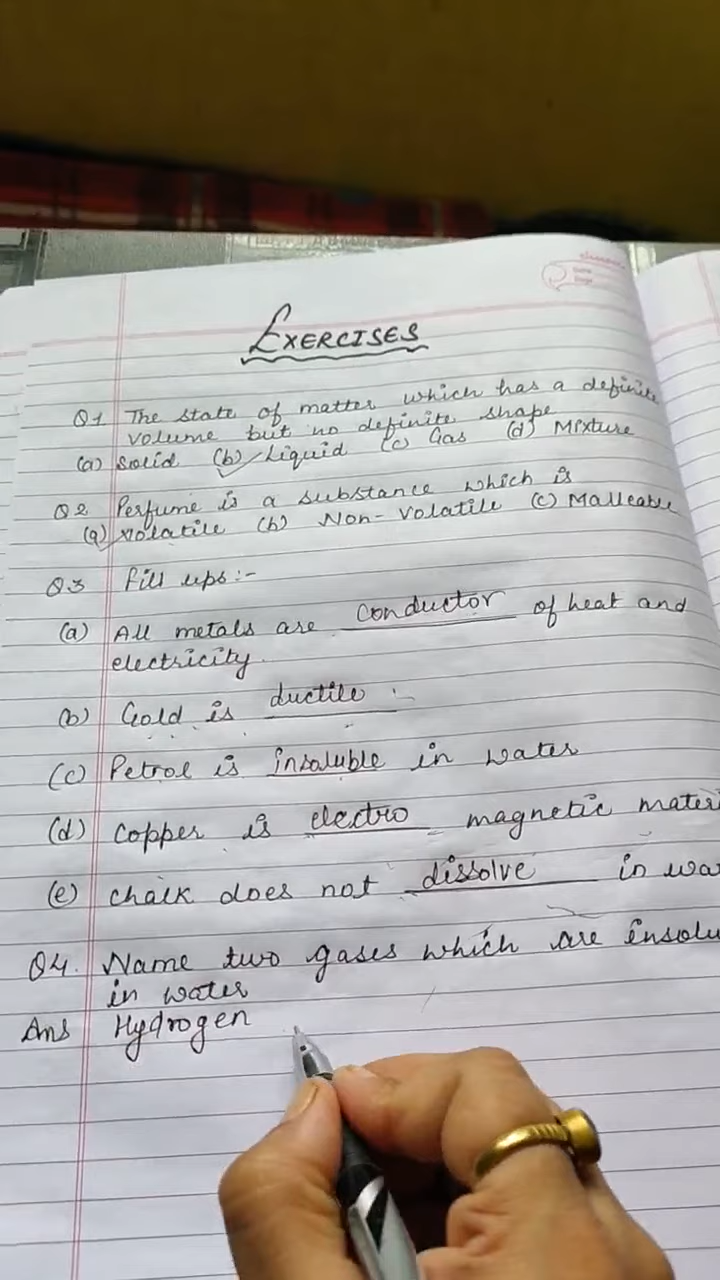 EXERCISES
Q1 The state of matter which has a definite
volume but no definite shape
(a) Solid (b) Liquid (c) Gas (d) Mixture
Q2 Perfume is a substance which is
(a) Volatile (b) Non-Volatile (c) Malleable
Q3 Fill ups:-
(a) All metals are conductor of heat and
electricity.
(b) Gold is ductile.
(c) Petrol is insoluble in water
(d) Copper is electro magnetic materi
(e) Chalk does not dissolve in wa
Q4. Name two gases which are insolu
in water
Ans Hydrogen